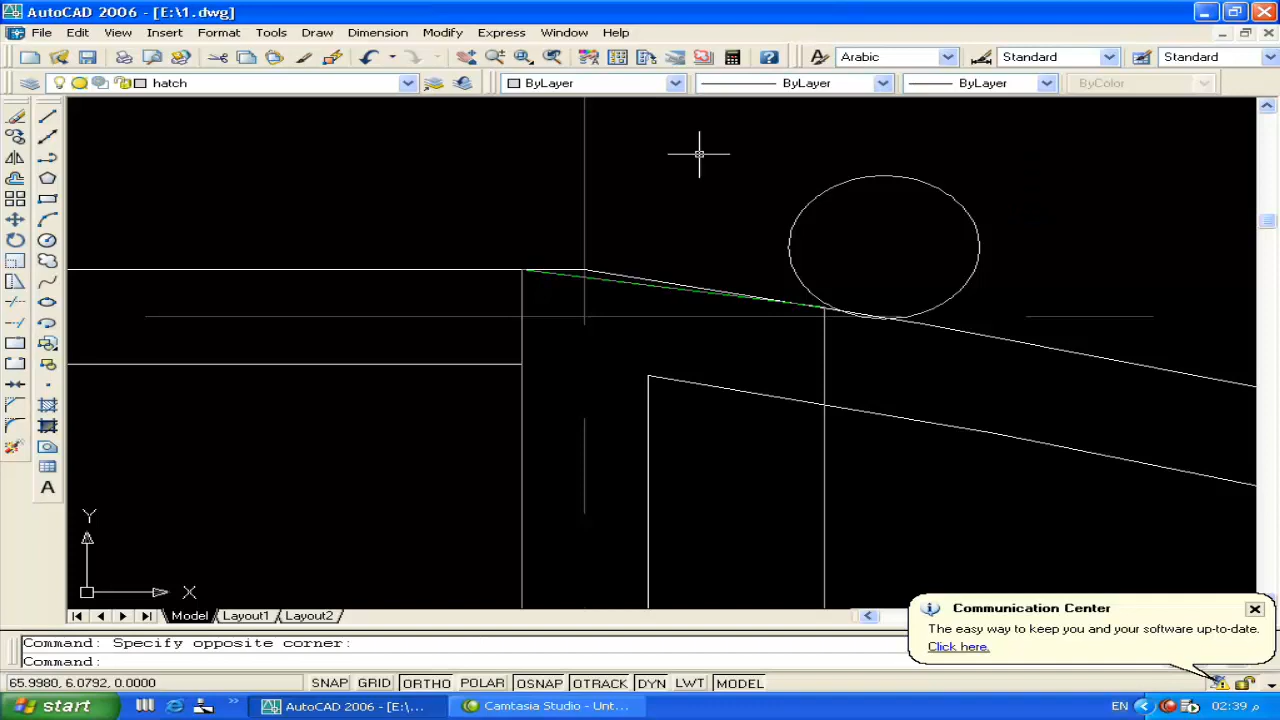 AutoCAD 2006 - [E:\1.dwg]
File Edit View Insert Format Tools Draw Dimension Modify Express Window Help
Arabic Standard Standard
hatch ByLayer ByLayer ByLayer ByColor
A
Y
X
Model Layout1 Layout2
Communication Center
The easy way to keep you and your software up-to-date.
Click here.
Command: Specify opposite corner:
Command:
65.9980, 6.0792, 0.0000 SNAP GRID ORTHO POLAR OSNAP OTRACK DYN LWT MODEL
start AutoCAD 2006 - [E:\... Camtasia Studio - Unt... EN 02:39 م